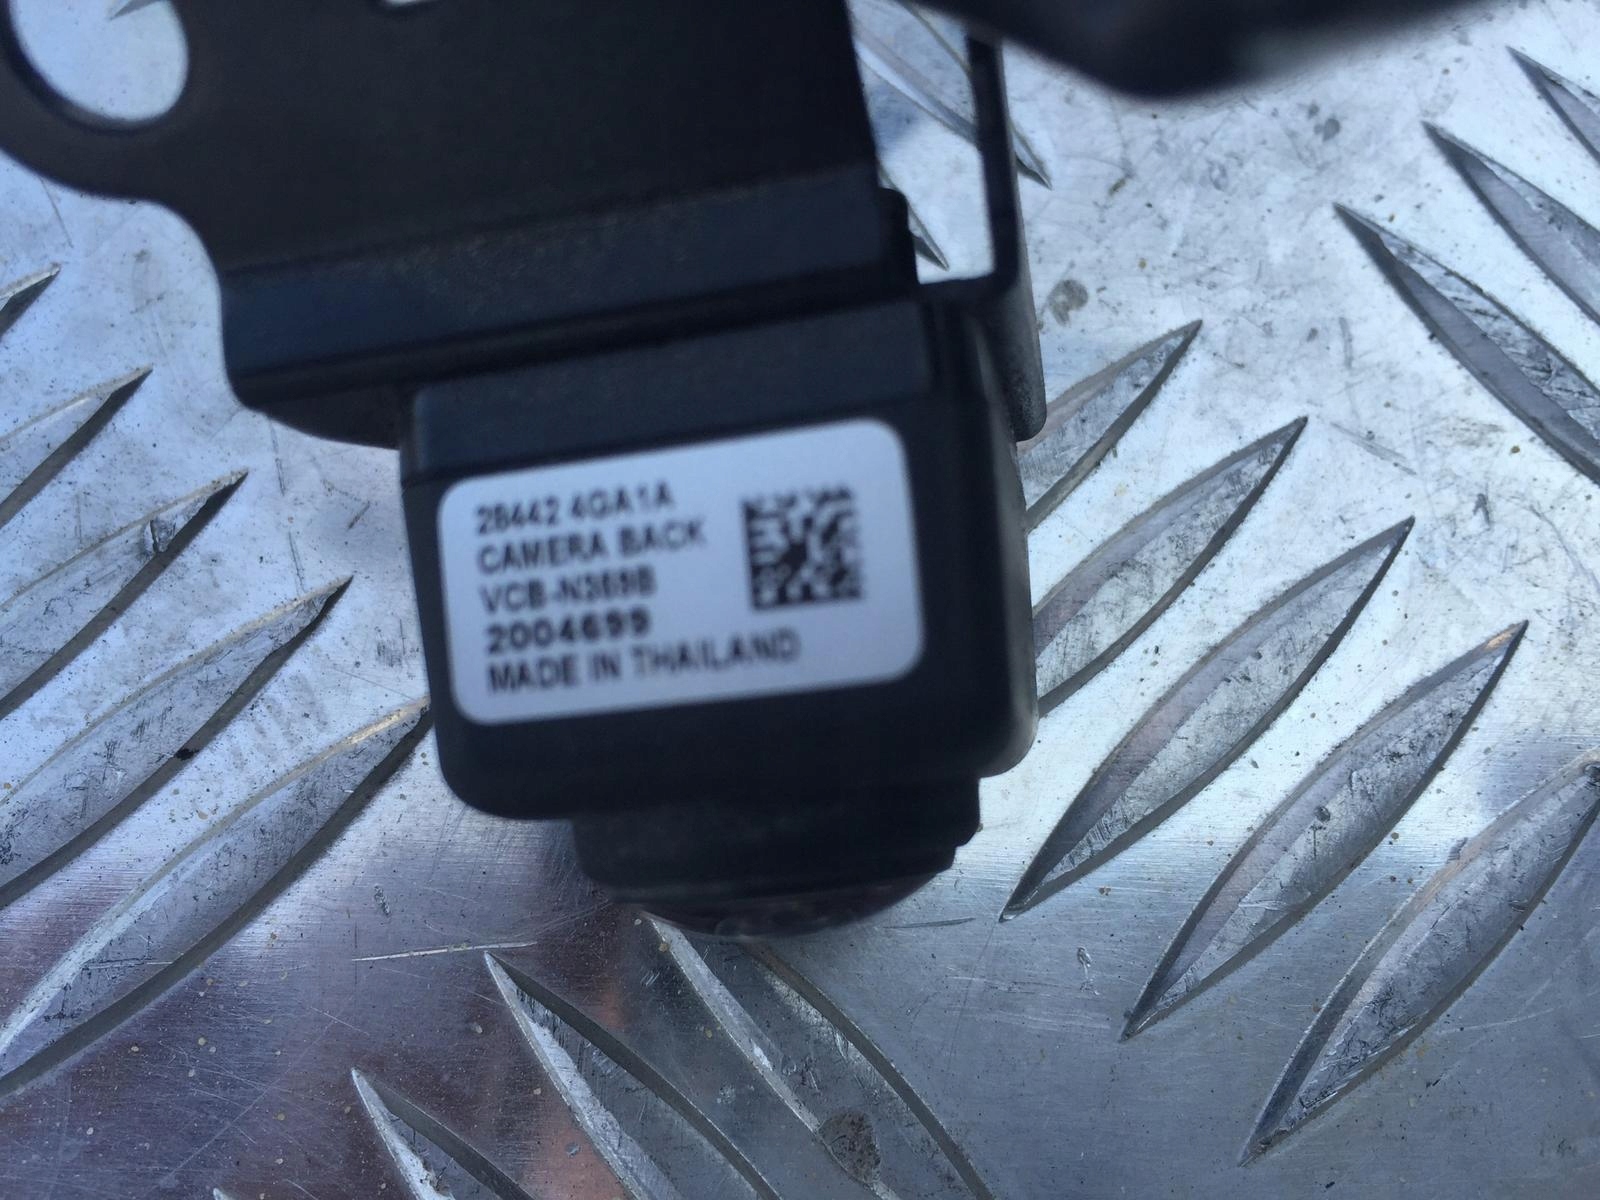 28442 4GA1A
CAMERA BACK
VCB-N369B
2004699
MADE IN THAILAND